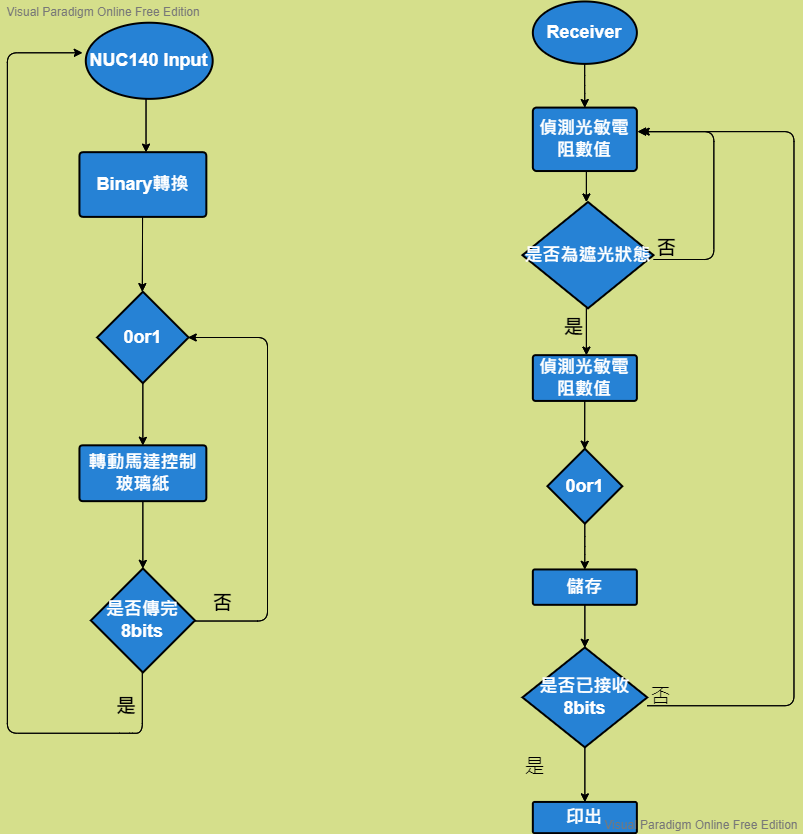 Visual Paradigm Online Free Edition
NUC140 Input
Binary轉換
0or1
轉動馬達控制
玻璃紙
是否傳完
8bits
否
是
Receiver
偵測光敏電
阻數值
是否為遮光狀態
否
是
偵測光敏電
阻數值
0or1
儲存
是否已接收
8bits
否
是
印出
Visual Paradigm Online Free Edition